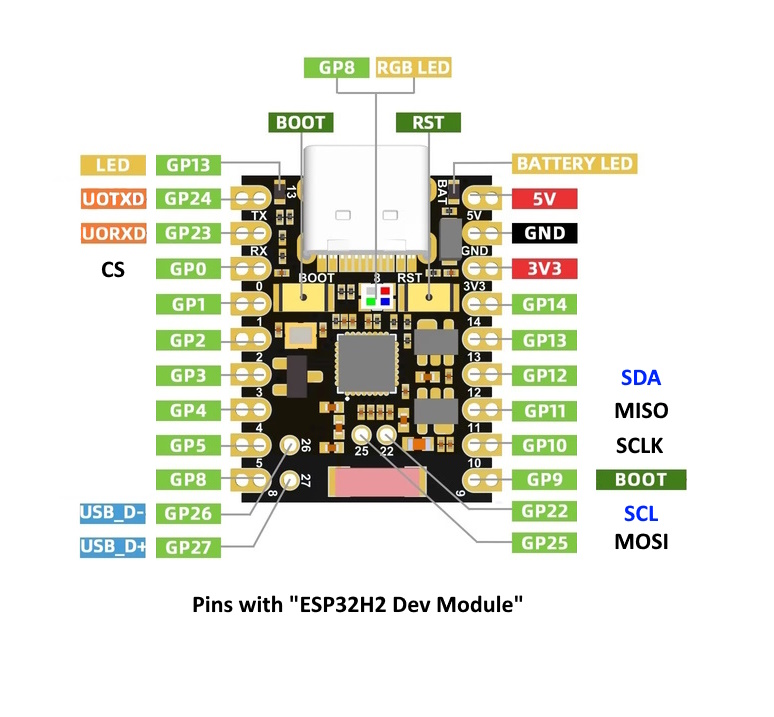 GP8 RGB LED
BOOT RST
LED GP13 BATTERY LED
13 BAT
UOTXD GP24 5V
TX 5V
UORXD GP23 GND
RX GND
CS GP0 3V3
BOOT 8 RST
0 3V3
GP1 GP14
1 14
GP2 GP13
2 13
GP3 GP12 SDA
3 12
GP4 GP11 MISO
4 11
GP5 26 GP10 SCLK
25 22
5 10
GP8 27 GP9 BOOT
8 9
USB_D- GP26 GP22 SCL
USB_D+ GP27 GP25 MOSI
Pins with "ESP32H2 Dev Module"